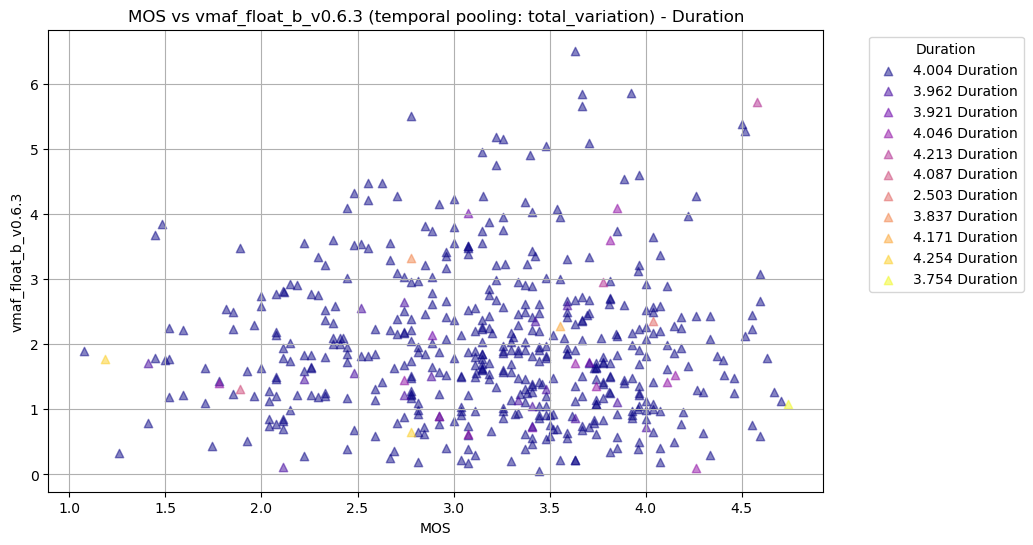 MOS vs vmaf_float_b_v0.6.3 (temporal pooling: total_variation) - Duration
vmaf_float_b_v0.6.3
6
5
4
3
2
1
0
1.0 1.5 2.0 2.5 3.0 3.5 4.0 4.5
MOS
Duration
4.004 Duration
3.962 Duration
3.921 Duration
4.046 Duration
4.213 Duration
4.087 Duration
2.503 Duration
3.837 Duration
4.171 Duration
4.254 Duration
3.754 Duration